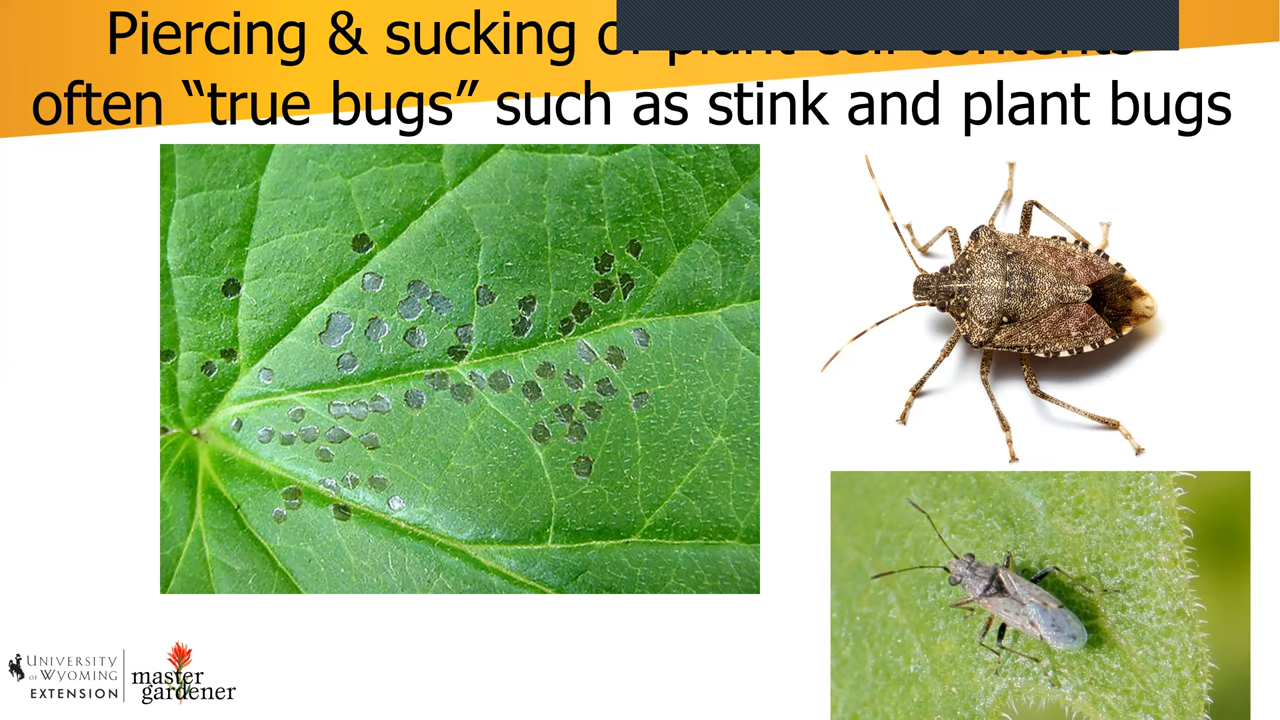 Piercing & sucking of plant cell contents
often “true bugs” such as stink and plant bugs
UNIVERSITY
OF WYOMING
EXTENSION
master
gardener